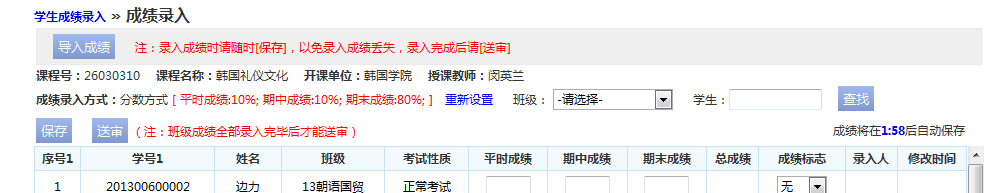 学生成绩录入 » 成绩录入
导入成绩 注：录入成绩时请随时[保存]，以免录入成绩丢失，录入完成后请[送审]
课程号：26030310 课程名称：韩国礼仪文化 开课单位：韩国学院 授课教师：闵英兰
成绩录入方式：分数方式 [ 平时成绩:10%; 期中成绩:10%; 期末成绩:80%; ] 重新设置 班级： -请选择- 学生： 查找
保存 送审 （注：班级成绩全部录入完毕后才能送审） 成绩将在1:58后自动保存
序号1 学号1 姓名 班级 考试性质 平时成绩 期中成绩 期末成绩 总成绩 成绩标志 录入人 修改时间
1 201300600002 边力 13朝语国贸 正常考试 无